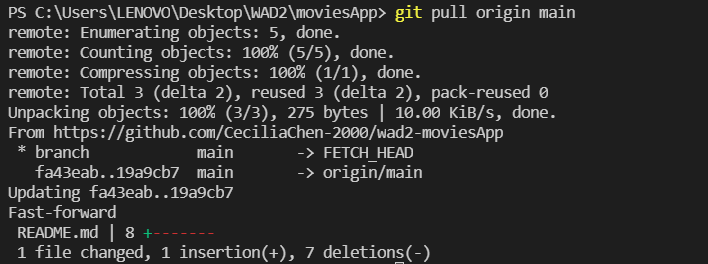 PS C:\Users\LENOVO\Desktop\WAD2\moviesApp> git pull origin main
remote: Enumerating objects: 5, done.
remote: Counting objects: 100% (5/5), done.
remote: Compressing objects: 100% (1/1), done.
remote: Total 3 (delta 2), reused 3 (delta 2), pack-reused 0
Unpacking objects: 100% (3/3), 275 bytes | 10.00 KiB/s, done.
From https://github.com/CeciliaChen-2000/wad2-moviesApp
 * branch            main       -> FETCH_HEAD
   fa43eab..19a9cb7  main       -> origin/main
Updating fa43eab..19a9cb7
Fast-forward
 README.md | 8 +-------
 1 file changed, 1 insertion(+), 7 deletions(-)